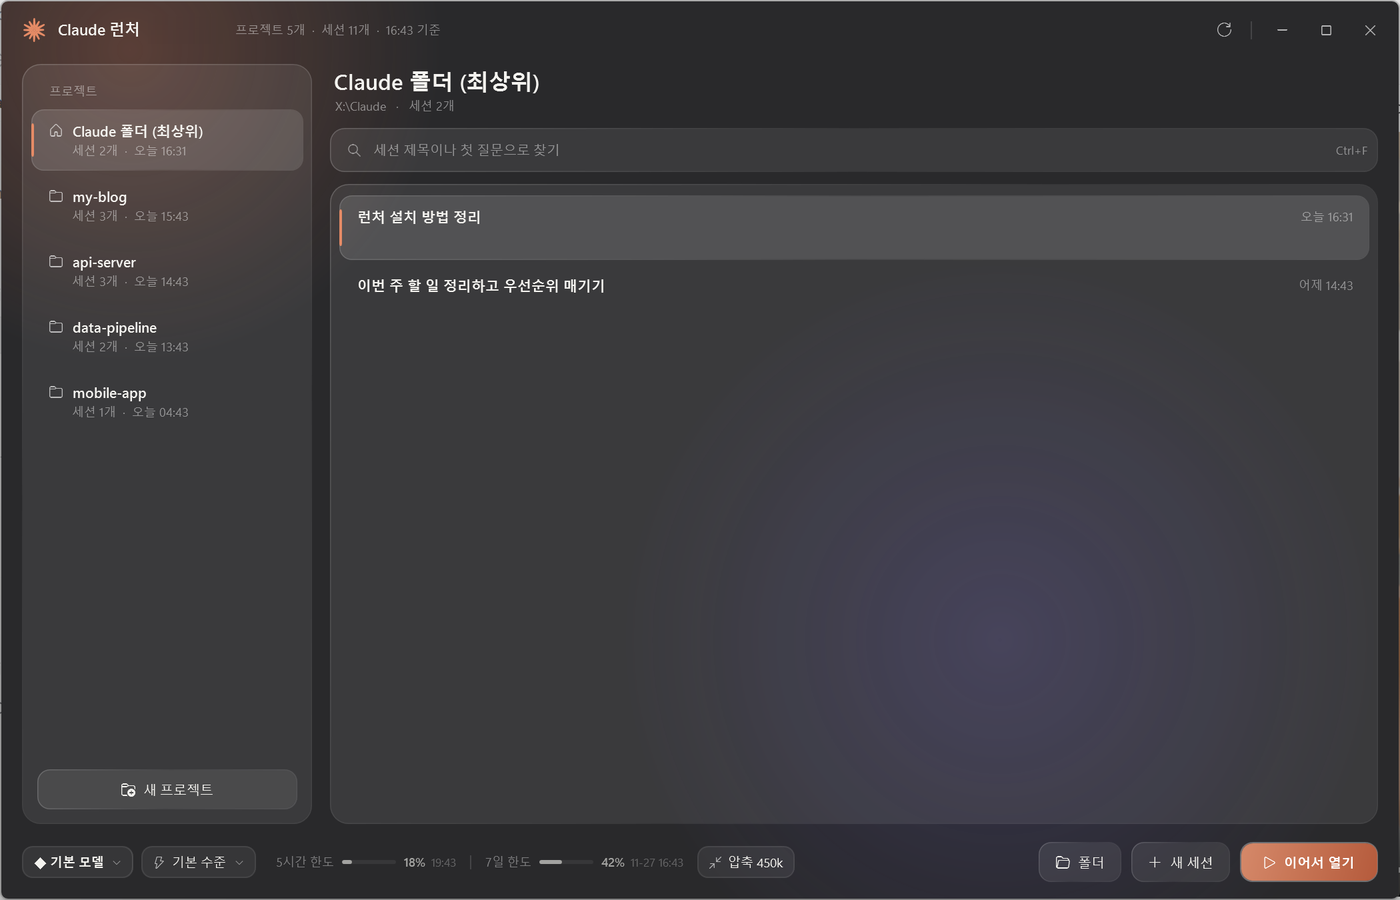 Claude 런처
프로젝트 5개 · 세션 11개 · 16:43 기준
프로젝트
Claude 폴더 (최상위)
세션 2개 · 오늘 16:31
my-blog
세션 3개 · 오늘 15:43
api-server
세션 3개 · 오늘 14:43
data-pipeline
세션 2개 · 오늘 13:43
mobile-app
세션 1개 · 오늘 04:43
새 프로젝트
Claude 폴더 (최상위)
X:\Claude · 세션 2개
세션 제목이나 첫 질문으로 찾기 Ctrl+F
런처 설치 방법 정리 오늘 16:31
이번 주 할 일 정리하고 우선순위 매기기 어제 14:43
기본 모델 기본 수준 5시간 한도 18% 19:43 7일 한도 42% 11-27 16:43 압축 450k 폴더 새 세션 이어서 열기